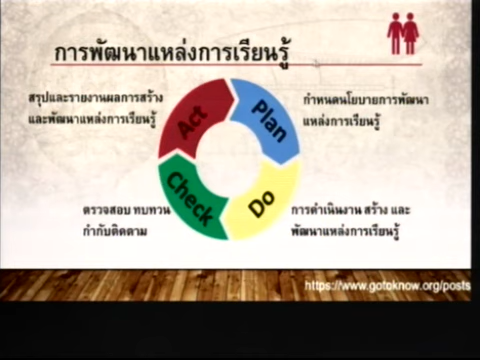 การพัฒนาแหล่งการเรียนรู้
สรุปและรายงานผลการสร้าง
และพัฒนาแหล่งการเรียนรู้
กำหนดนโยบายการพัฒนา
แหล่งการเรียนรู้
Act
Plan
Check
Do
ตรวจสอบ ทบทวน
กำกับติดตาม
การดำเนินงาน สร้าง และ
พัฒนาแหล่งการเรียนรู้
https://www.gotoknow.org/posts